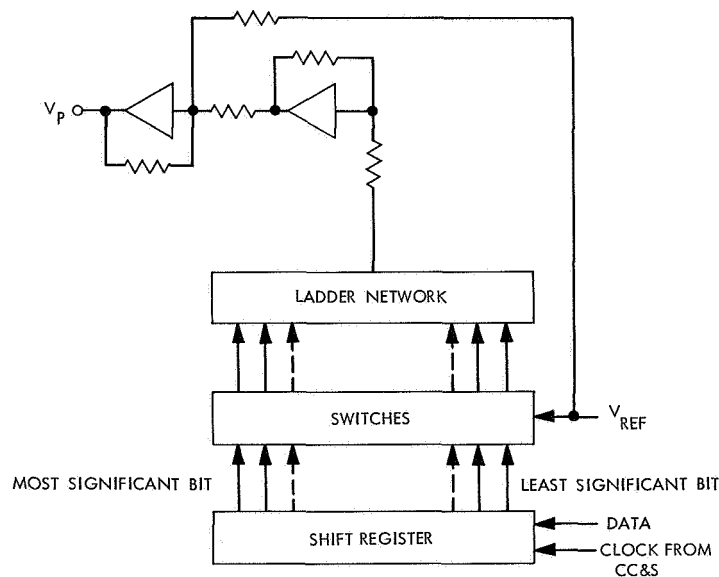 V_P
LADDER NETWORK
SWITCHES
V_REF
MOST SIGNIFICANT BIT
LEAST SIGNIFICANT BIT
SHIFT REGISTER
DATA
CLOCK FROM
CC&S